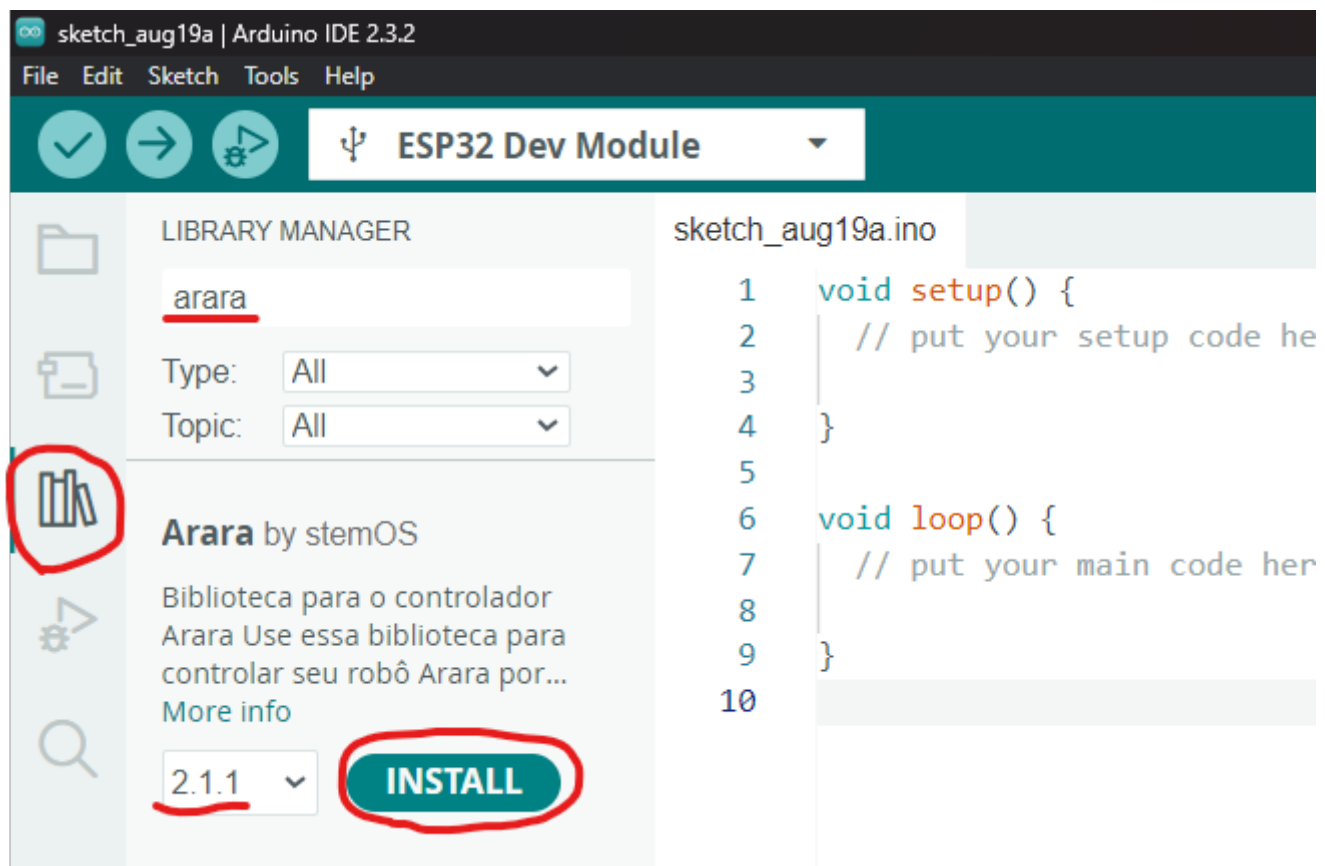 sketch_aug19a | Arduino IDE 2.3.2
File Edit Sketch Tools Help
ESP32 Dev Module
LIBRARY MANAGER
arara
Type: All
Topic: All
Arara by stemOS
Biblioteca para o controlador
Arara Use essa biblioteca para
controlar seu robô Arara por...
More info
2.1.1 INSTALL
sketch_aug19a.ino
1 void setup() {
2 // put your setup code he
3
4 }
5
6 void loop() {
7 // put your main code her
8
9 }
10